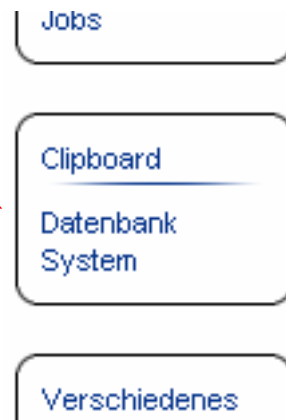 Jobs
Clipboard
Datenbank
System
Verschiedenes